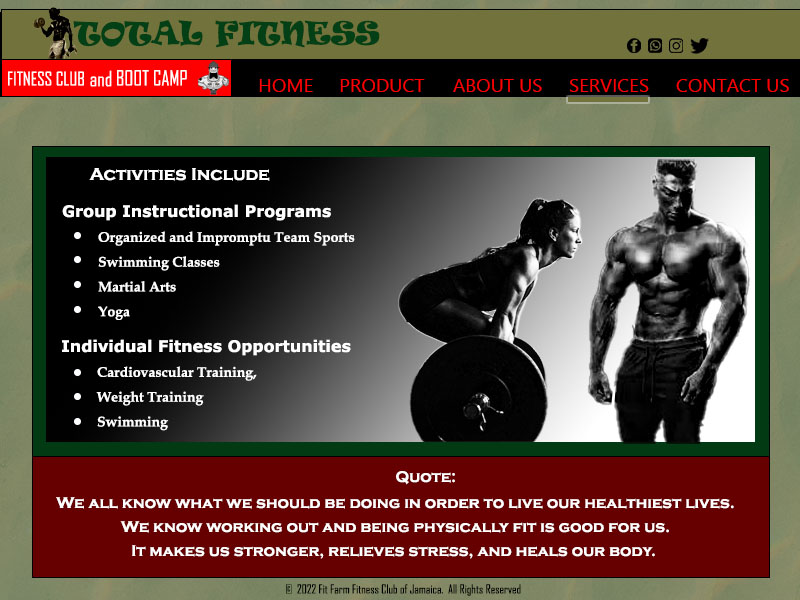 TOTAL FITNESS
FITNESS CLUB and BOOT CAMP
HOME PRODUCT ABOUT US SERVICES CONTACT US
Activities Include
Group Instructional Programs
• Organized and Impromptu Team Sports
• Swimming Classes
• Martial Arts
• Yoga
Individual Fitness Opportunities
• Cardiovascular Training,
• Weight Training
• Swimming
Quote:
We all know what we should be doing in order to live our healthiest lives.
We know working out and being physically fit is good for us.
It makes us stronger, relieves stress, and heals our body.
© 2022 Fit Farm Fitness Club of Jamaica. All Rights Reserved